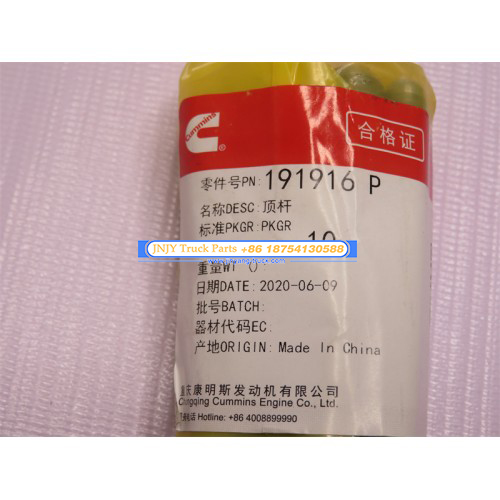 Cummins
®
合格证
零件号PN:191916 P
名称DESC:顶杆
标准PKGR:PKGR
10
JNJY Truck Parts +86 18754130588
重量WT 0
日期DATE:2020-06-09
批号BATCH:
器材代码EC:
产地ORIGIN: Made In China
重庆康明斯发动机有限公司
Chongqing Cummins Engine Co., Ltd.
Hotline: +86 4008899990